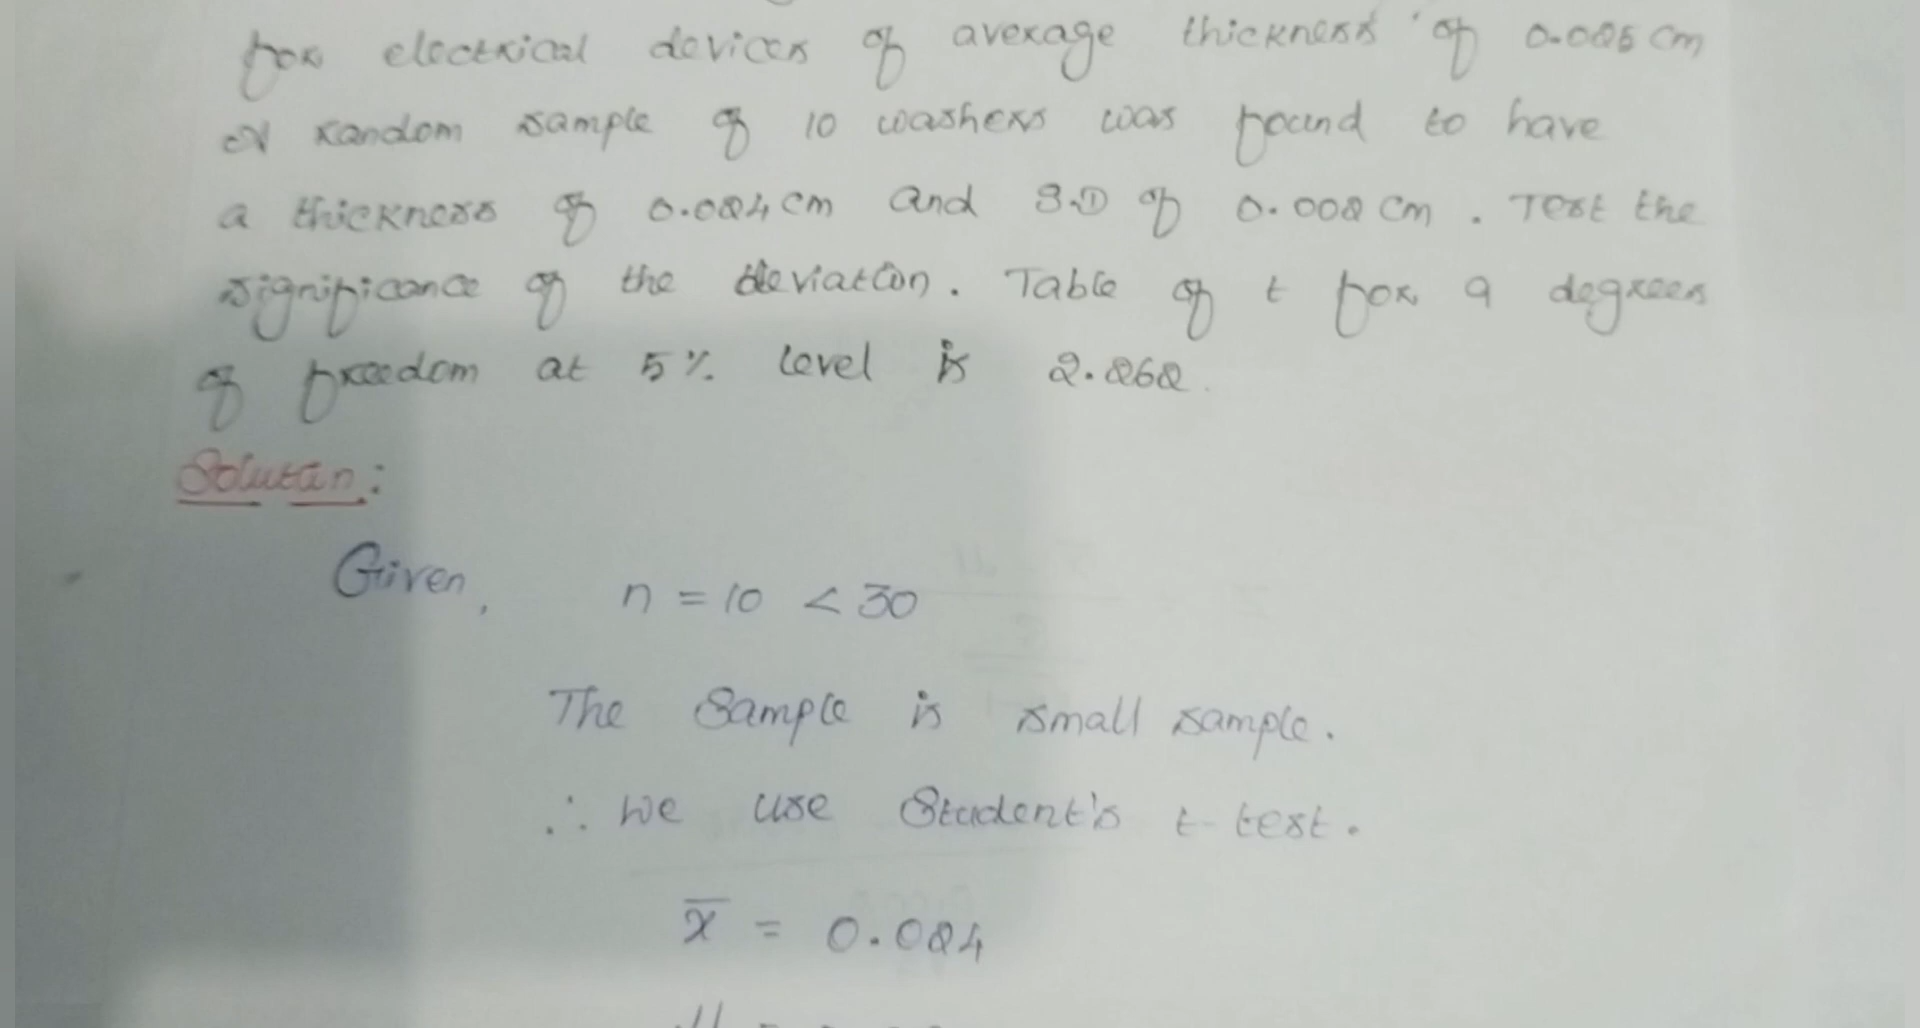 for electrical devices of average thickness of 0.025 cm
A random sample of 10 washers was found to have
a thickness of 0.024 cm and S.D of 0.002 cm . Test the
significance of the deviation. Table of t for 9 degrees
of freedom at 5% level is 2.262
Solution:
Given, n = 10 < 30
The Sample is small sample.
∴ we use Student's t-test.
x̄ = 0.024